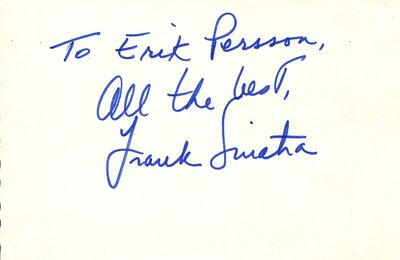 To Erik Persson,
All the best,
Frank Sinatra